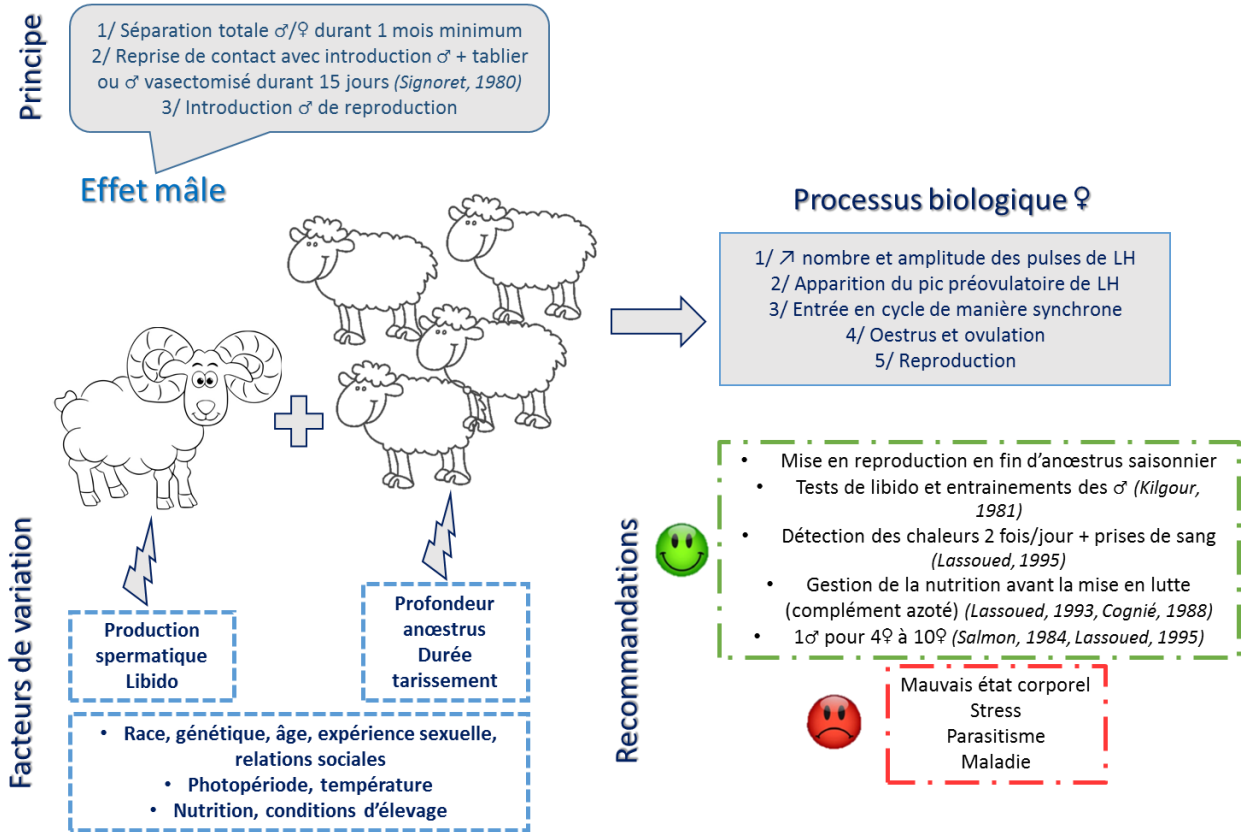 Principe
1/ Séparation totale ♂/♀ durant 1 mois minimum
2/ Reprise de contact avec introduction ♂ + tablier
ou ♂ vasectomisé durant 15 jours (Signoret, 1980)
3/ Introduction ♂ de reproduction
Effet mâle
Processus biologique ♀
1/ ↗ nombre et amplitude des pulses de LH
2/ Apparition du pic préovulatoire de LH
3/ Entrée en cycle de manière synchrone
4/ Oestrus et ovulation
5/ Reproduction
Facteurs de variation
Production
spermatique
Libido
Profondeur
anœstrus
Durée
tarissement
• Race, génétique, âge, expérience sexuelle,
relations sociales
• Photopériode, température
• Nutrition, conditions d'élevage
Recommandations
• Mise en reproduction en fin d'anœstrus saisonnier
• Tests de libido et entrainements des ♂ (Kilgour,
1981)
• Détection des chaleurs 2 fois/jour + prises de sang
(Lassoued, 1995)
• Gestion de la nutrition avant la mise en lutte
(complément azoté) (Lassoued, 1993, Cognié, 1988)
• 1♂ pour 4♀ à 10♀ (Salmon, 1984, Lassoued, 1995)
Mauvais état corporel
Stress
Parasitisme
Maladie